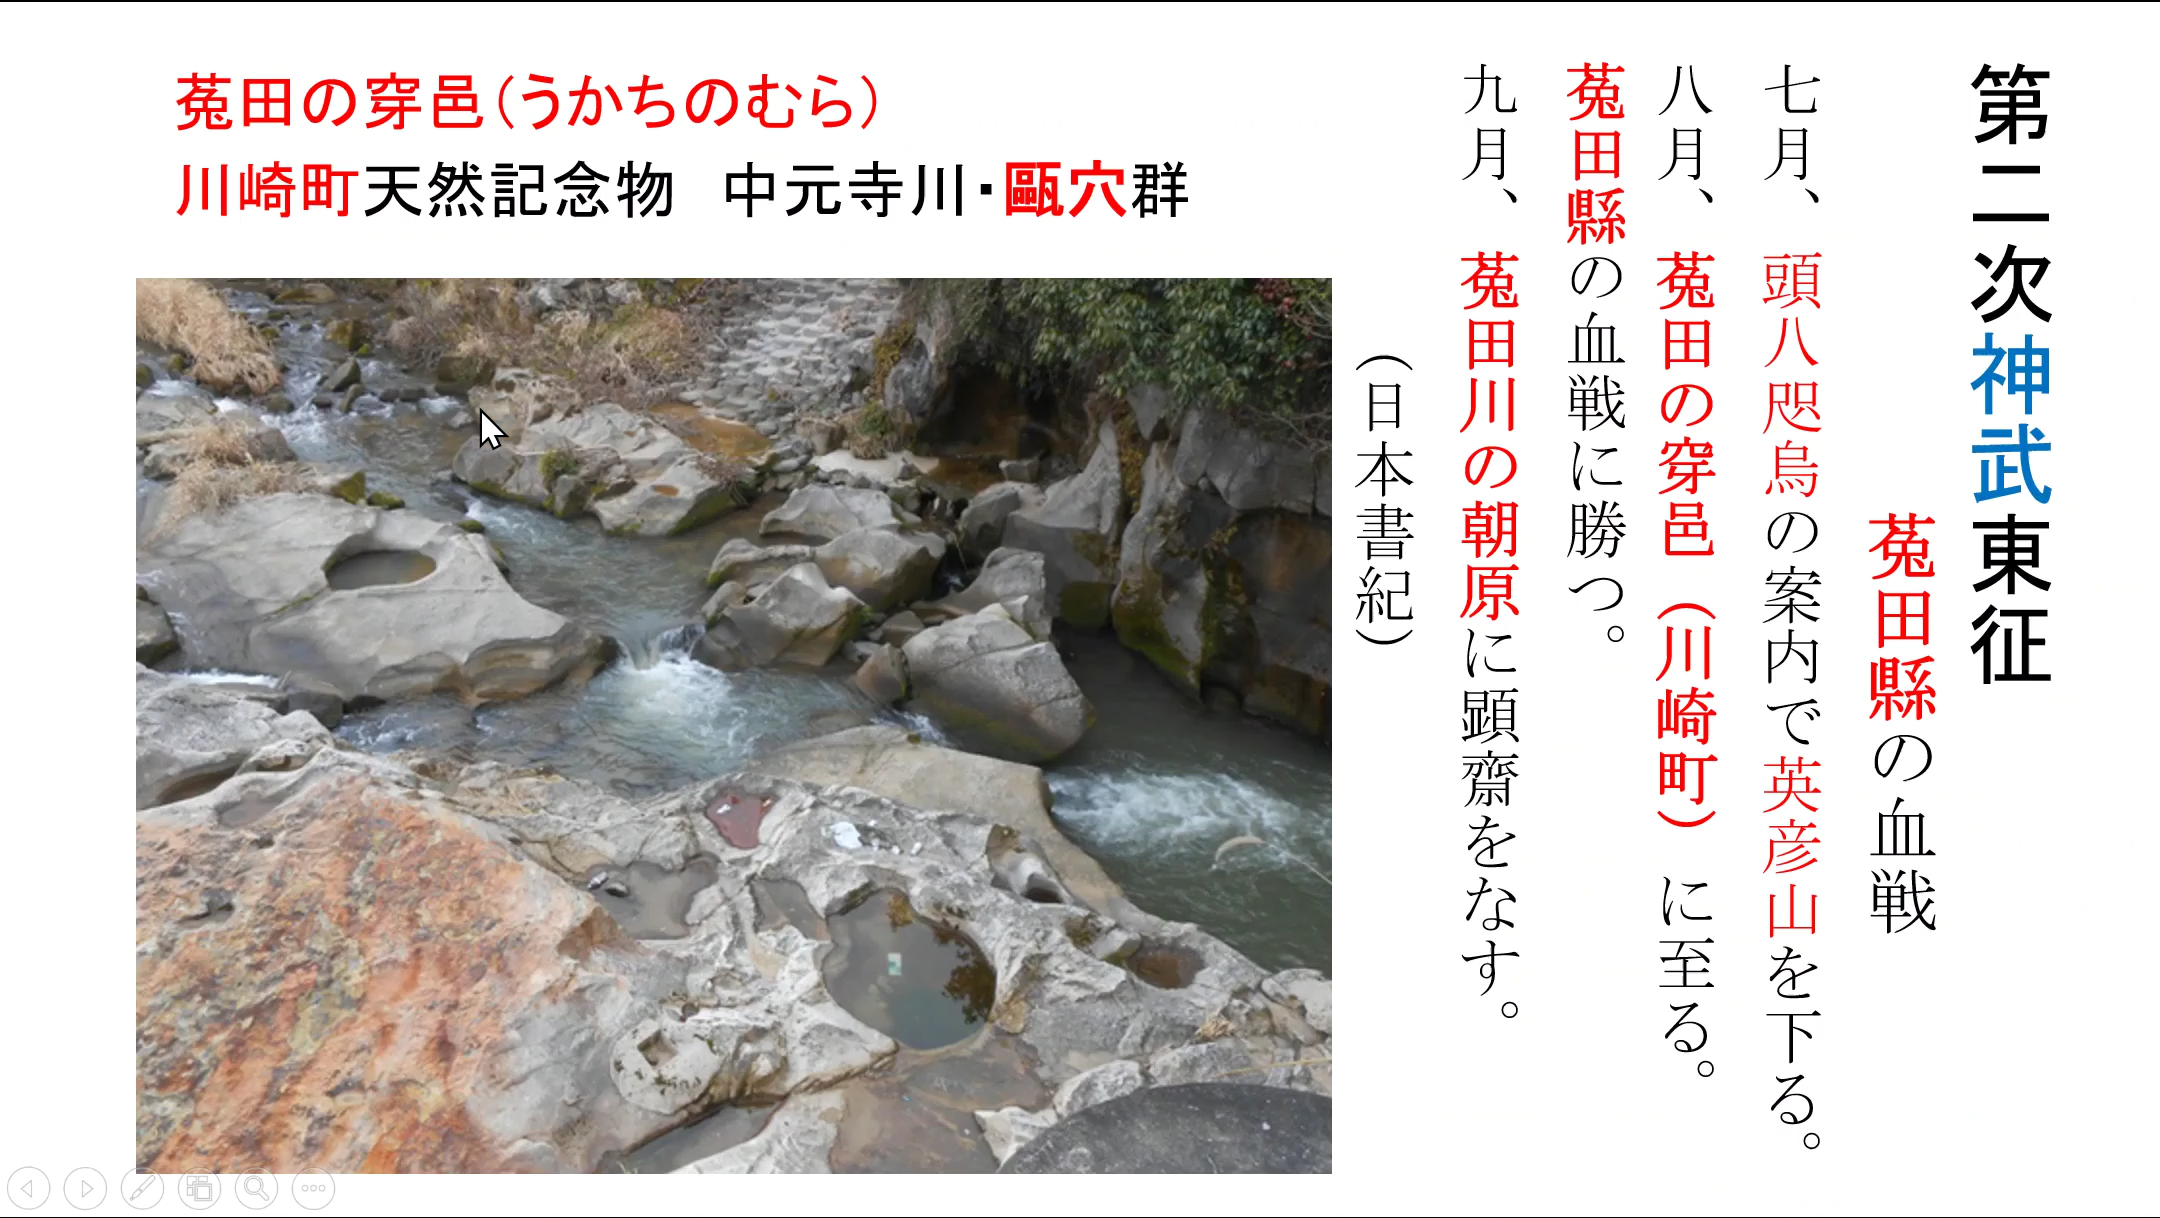 第二次神武東征
菟田縣の血戦
七月、頭八咫烏の案内で英彦山を下る。
八月、菟田の穿邑（川崎町）に至る。
菟田縣の血戦に勝つ。
九月、菟田川の朝原に顕齋をなす。
（日本書紀）
菟田の穿邑（うかちのむら）
川崎町天然記念物　中元寺川・甌穴群